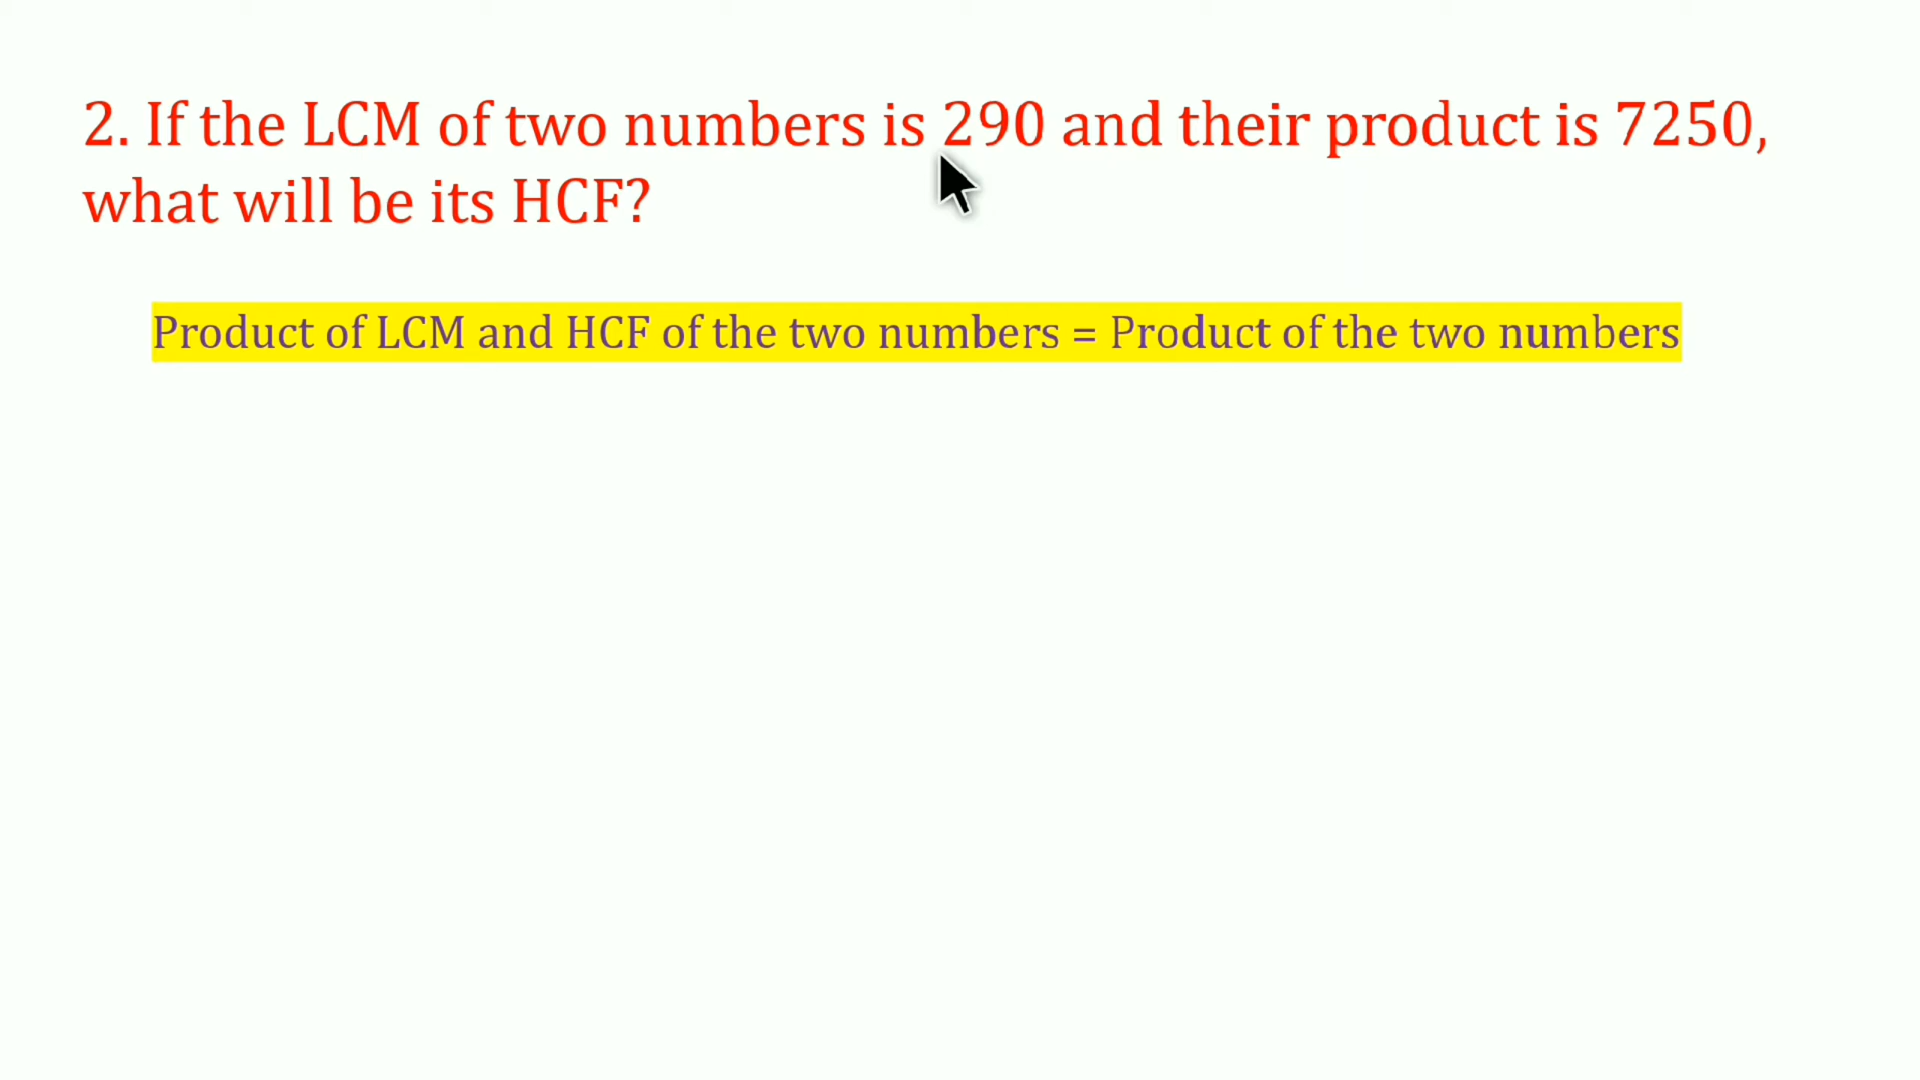 2. If the LCM of two numbers is 290 and their product is 7250,
what will be its HCF?
Product of LCM and HCF of the two numbers = Product of the two numbers